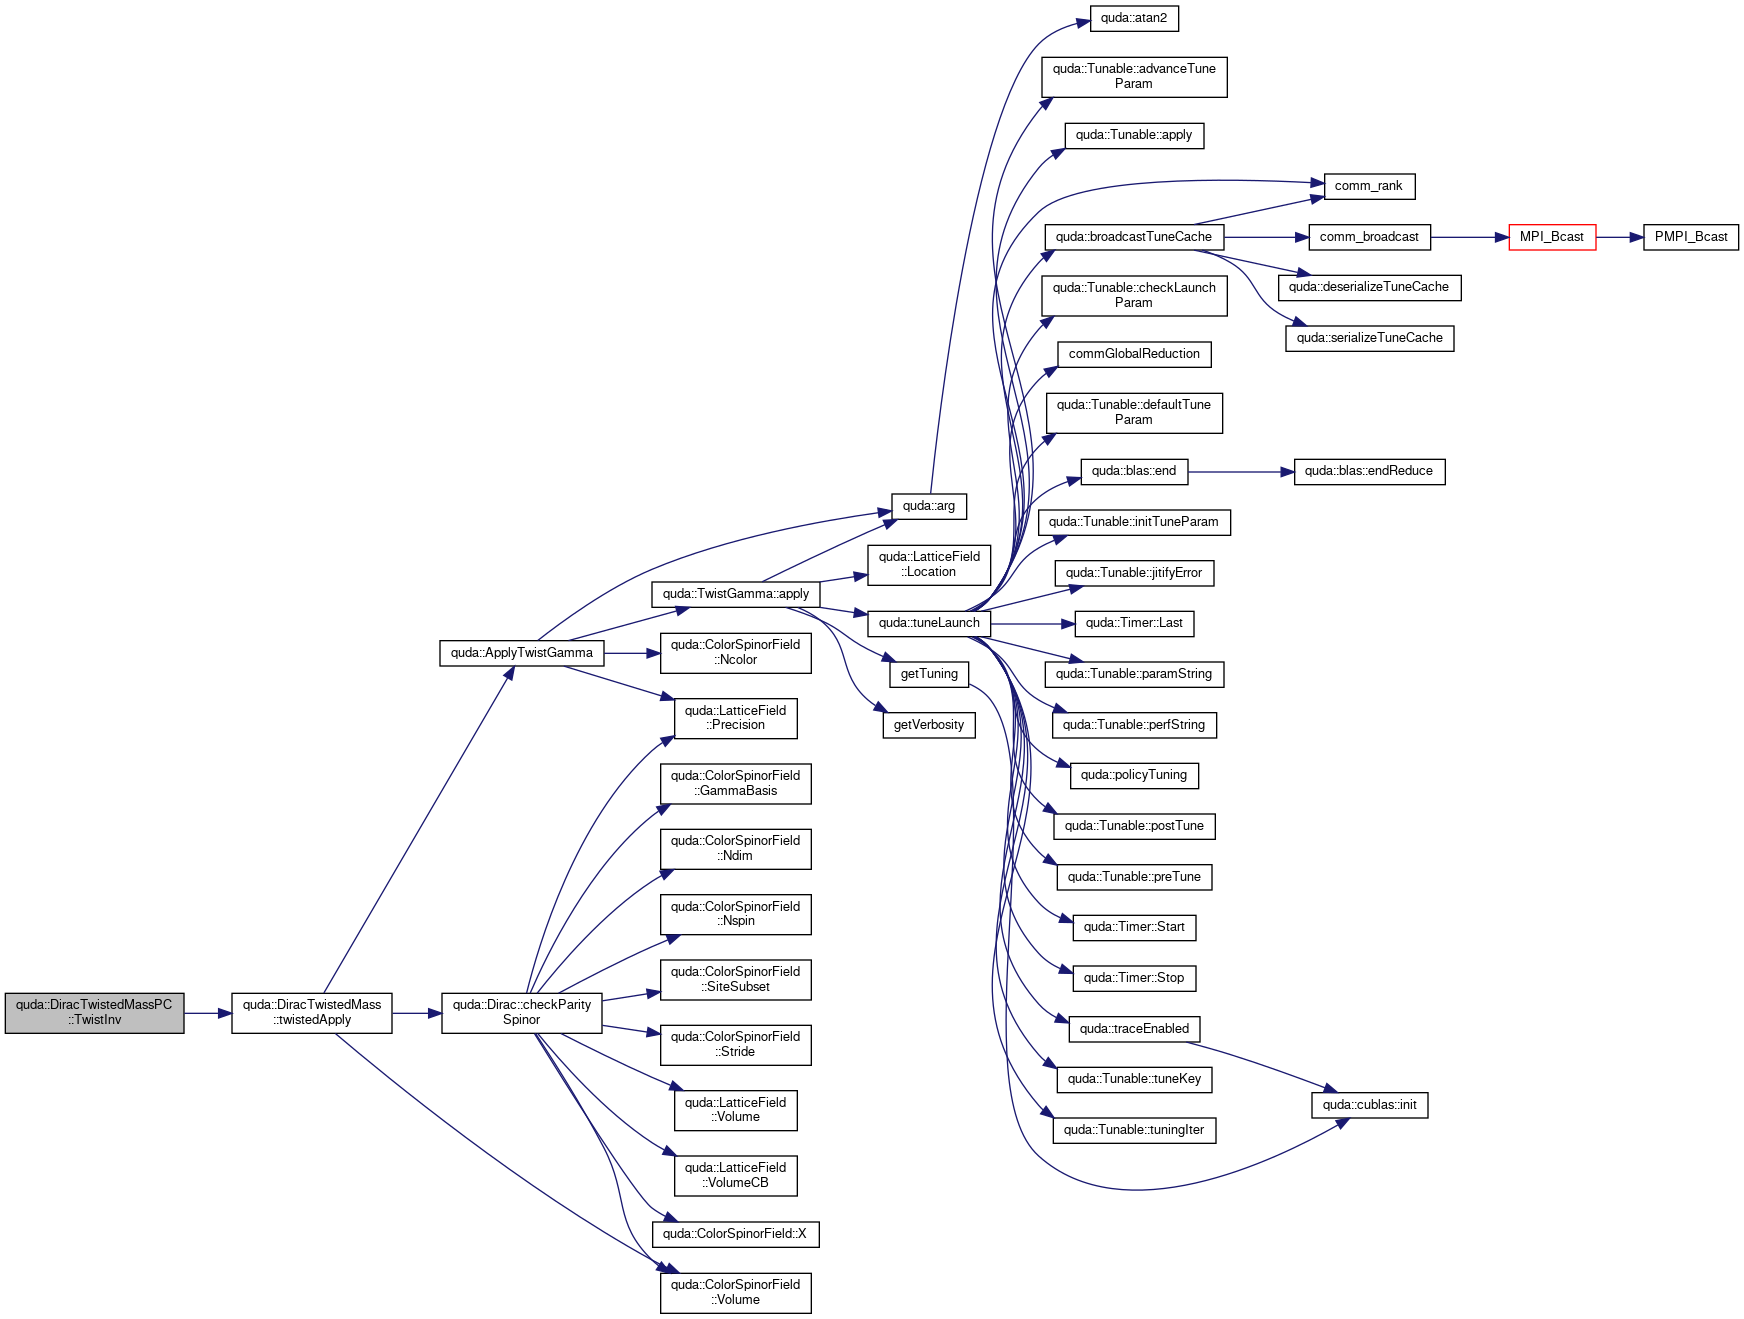 quda::DiracTwistedMassPC
::TwistInv
quda::DiracTwistedMass
::twistedApply
quda::ApplyTwistGamma
quda::Dirac::checkParity
Spinor
quda::TwistGamma::apply
quda::ColorSpinorField
::Ncolor
quda::LatticeField
::Precision
quda::ColorSpinorField
::GammaBasis
quda::ColorSpinorField
::Ndim
quda::ColorSpinorField
::Nspin
quda::ColorSpinorField
::SiteSubset
quda::ColorSpinorField
::Stride
quda::LatticeField
::Volume
quda::LatticeField
::VolumeCB
quda::ColorSpinorField::X
quda::ColorSpinorField
::Volume
quda::arg
quda::LatticeField
::Location
quda::tuneLaunch
getTuning
getVerbosity
quda::atan2
quda::Tunable::advanceTune
Param
quda::Tunable::apply
quda::broadcastTuneCache
quda::Tunable::checkLaunch
Param
commGlobalReduction
quda::Tunable::defaultTune
Param
quda::blas::end
quda::Tunable::initTuneParam
quda::Tunable::jitifyError
quda::Timer::Last
quda::Tunable::paramString
quda::Tunable::perfString
quda::policyTuning
quda::Tunable::postTune
quda::Tunable::preTune
quda::Timer::Start
quda::Timer::Stop
quda::traceEnabled
quda::Tunable::tuneKey
quda::Tunable::tuningIter
comm_rank
comm_broadcast
quda::deserializeTuneCache
quda::serializeTuneCache
quda::blas::endReduce
quda::cublas::init
MPI_Bcast
PMPI_Bcast